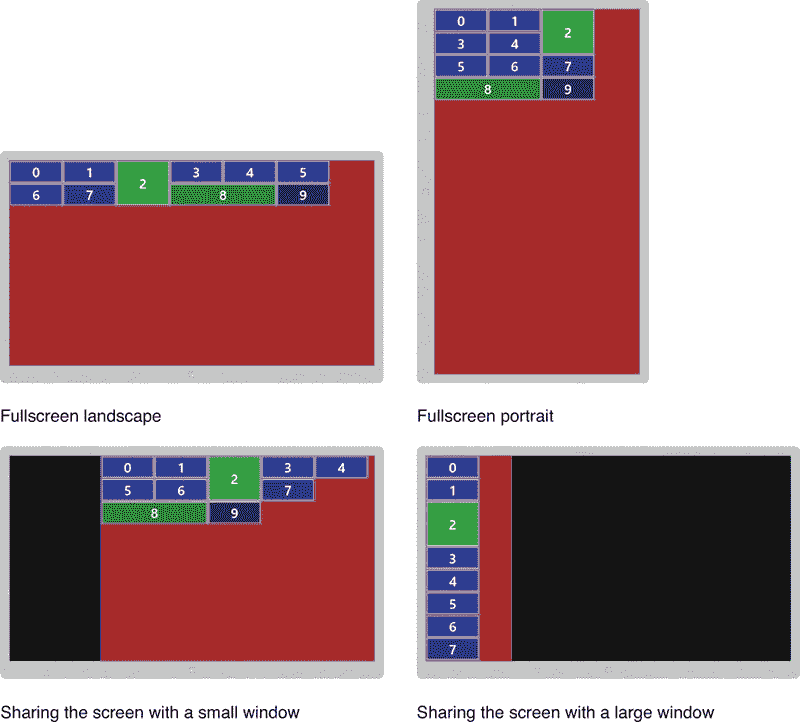 0 1 2
3 4
5 6 7
8 9
0 1 2 3 4 5
6 7 8 9
Fullscreen landscape
Fullscreen portrait
0 1 2 3 4
5 6 7
8 9
0
1
2
3
4
5
6
7
Sharing the screen with a small window
Sharing the screen with a large window